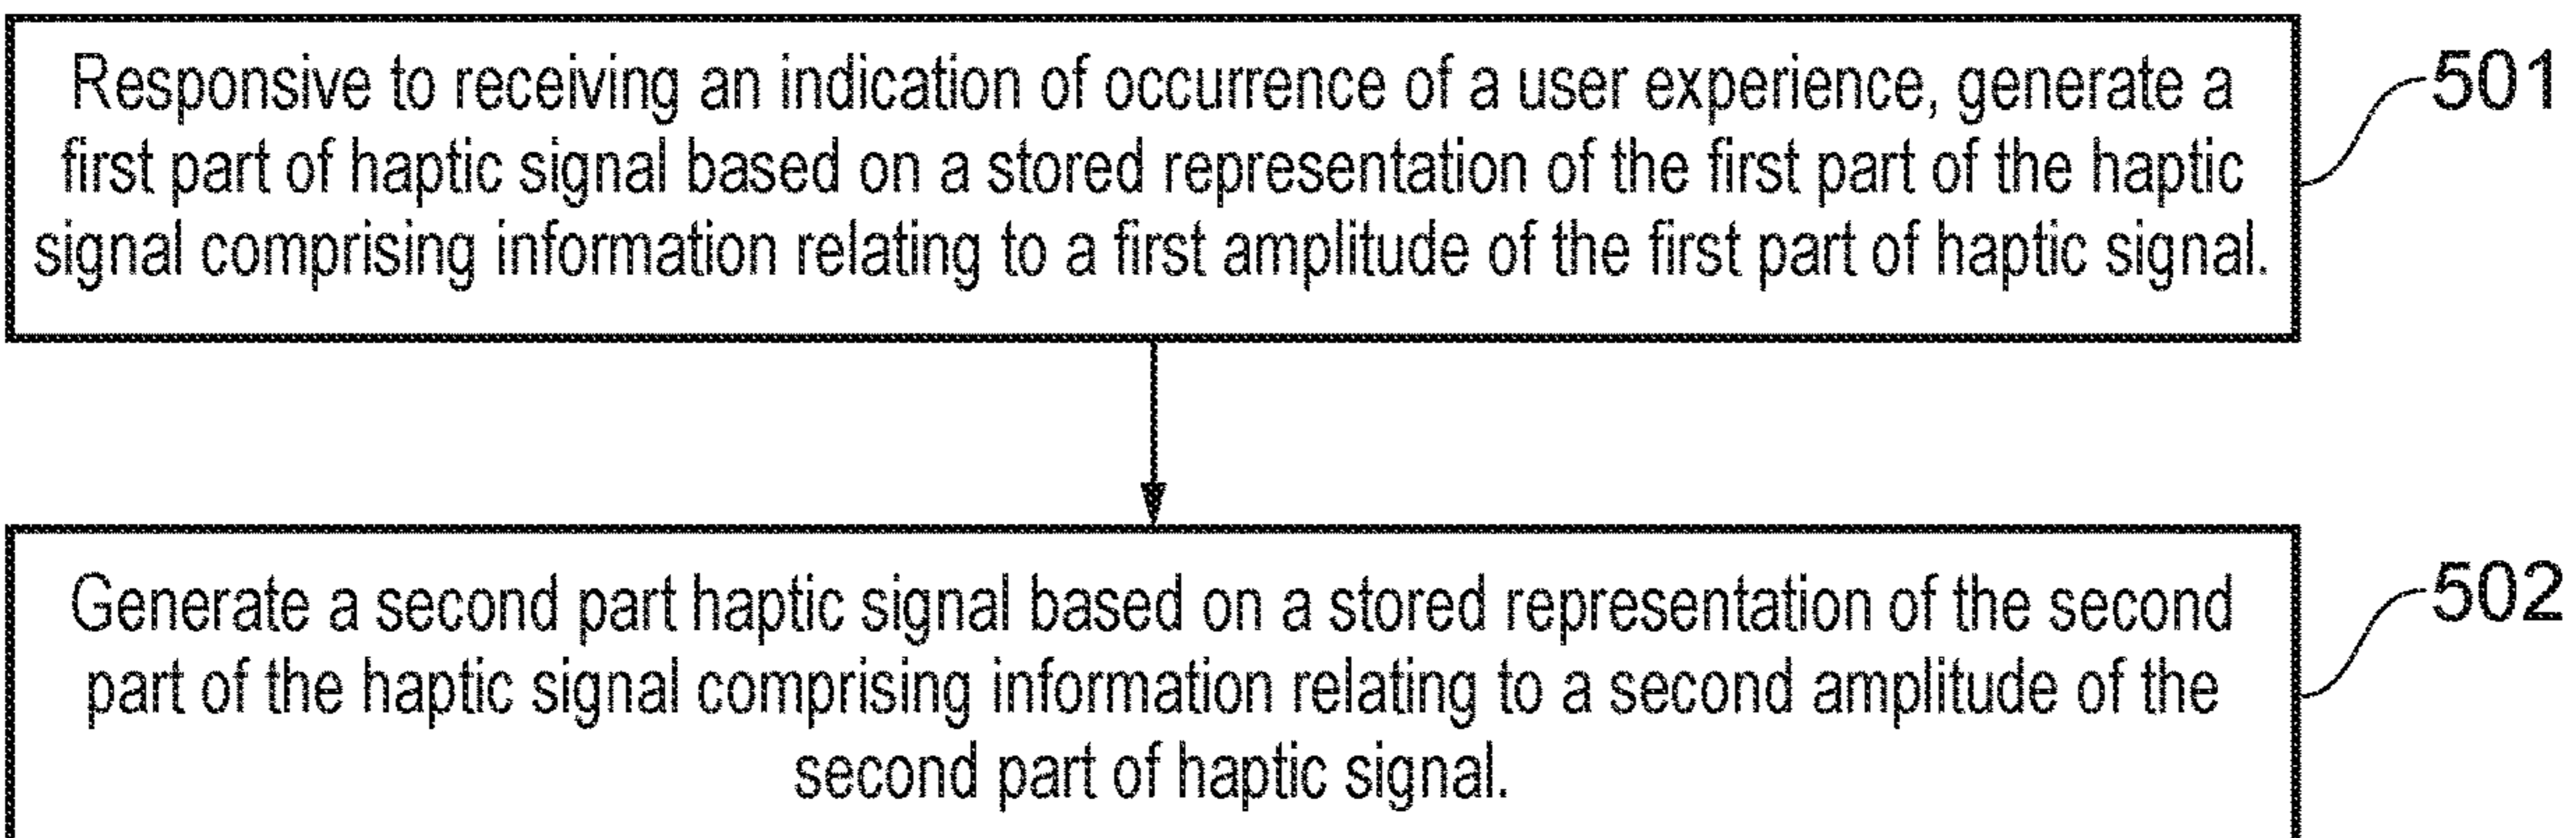 Responsive to receiving an indication of occurrence of a user experience, generate a
first part of haptic signal based on a stored representation of the first part of the haptic
signal comprising information relating to a first amplitude of the first part of haptic signal.
501
Generate a second part haptic signal based on a stored representation of the second
part of the haptic signal comprising information relating to a second amplitude of the
second part of haptic signal.
502